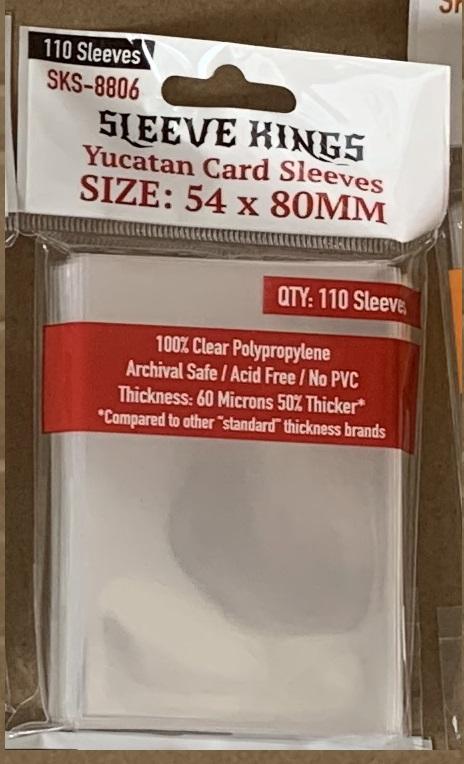 110 Sleeves
SKS-8806
SLEEVE KINGS
Yucatan Card Sleeves
SIZE: 54 x 80MM
QTY: 110 Sleeves
100% Clear Polypropylene
Archival Safe / Acid Free / No PVC
Thickness: 60 Microns 50% Thicker*
*Compared to other "standard" thickness brands